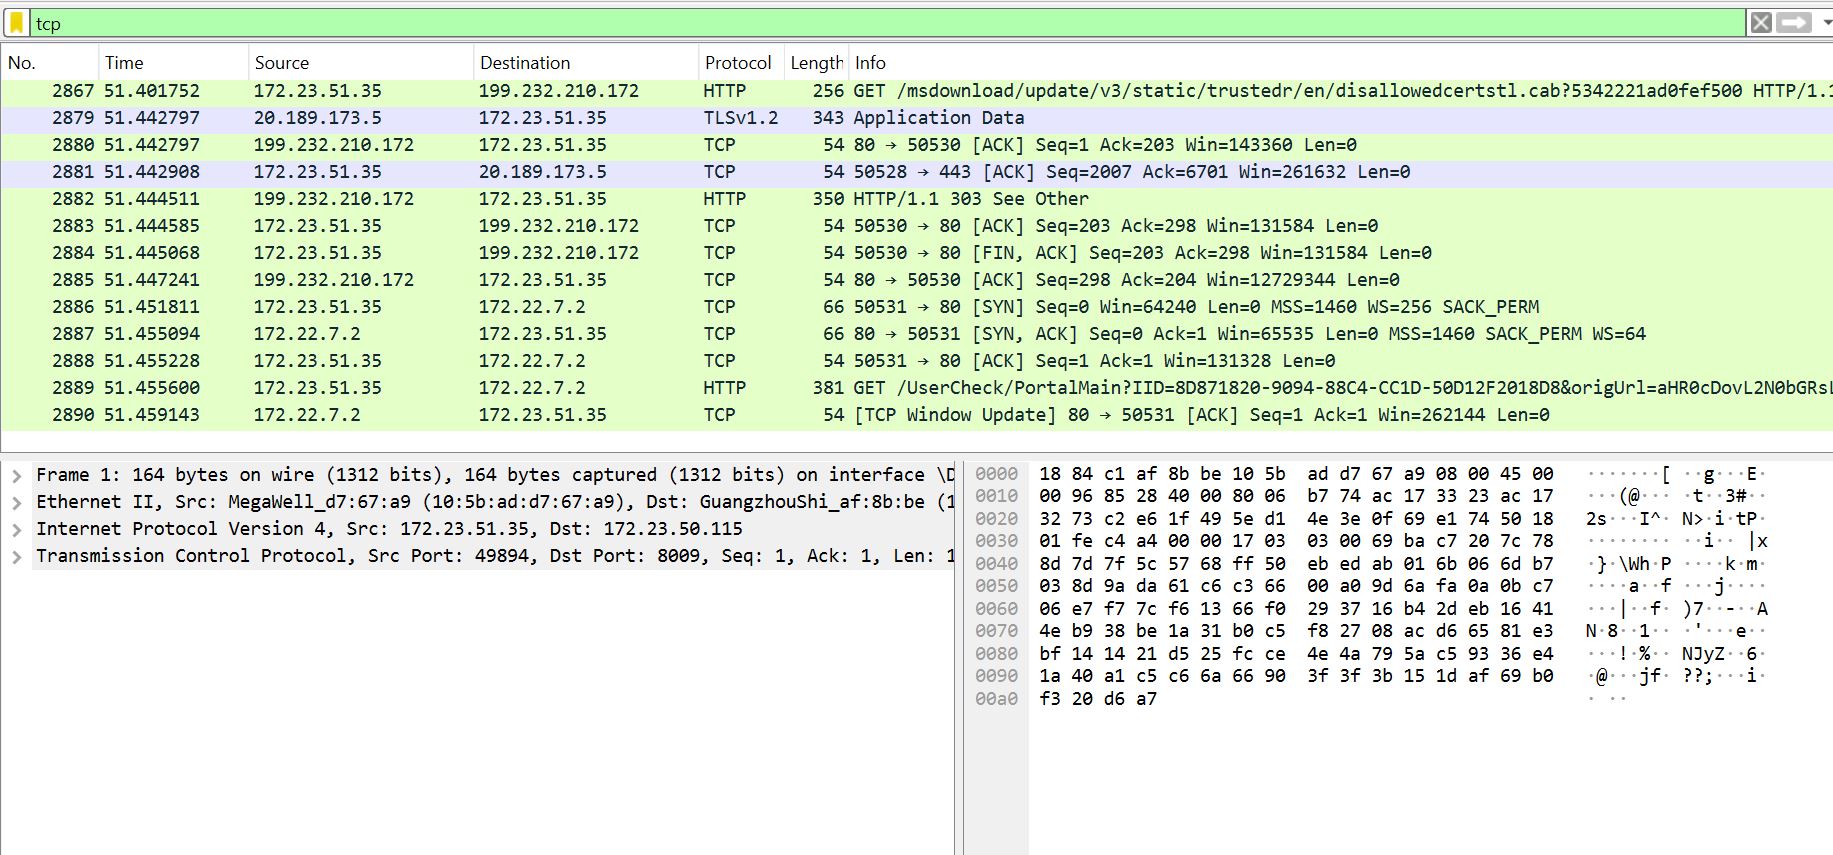 tcp
No. Time Source Destination Protocol Length Info
2867 51.401752 172.23.51.35 199.232.210.172 HTTP 256 GET /msdownload/update/v3/static/trustedr/en/disallowedcertstl.cab?5342221ad0fef500 HTTP/1.1
2879 51.442797 20.189.173.5 172.23.51.35 TLSv1.2 343 Application Data
2880 51.442797 199.232.210.172 172.23.51.35 TCP 54 80 → 50530 [ACK] Seq=1 Ack=203 Win=143360 Len=0
2881 51.442908 172.23.51.35 20.189.173.5 TCP 54 50528 → 443 [ACK] Seq=2007 Ack=6701 Win=261632 Len=0
2882 51.444511 199.232.210.172 172.23.51.35 HTTP 350 HTTP/1.1 303 See Other
2883 51.444585 172.23.51.35 199.232.210.172 TCP 54 50530 → 80 [ACK] Seq=203 Ack=298 Win=131584 Len=0
2884 51.445068 172.23.51.35 199.232.210.172 TCP 54 50530 → 80 [FIN, ACK] Seq=203 Ack=298 Win=131584 Len=0
2885 51.447241 199.232.210.172 172.23.51.35 TCP 54 80 → 50530 [ACK] Seq=298 Ack=204 Win=12729344 Len=0
2886 51.451811 172.23.51.35 172.22.7.2 TCP 66 50531 → 80 [SYN] Seq=0 Win=64240 Len=0 MSS=1460 WS=256 SACK_PERM
2887 51.455094 172.22.7.2 172.23.51.35 TCP 66 80 → 50531 [SYN, ACK] Seq=0 Ack=1 Win=65535 Len=0 MSS=1460 SACK_PERM WS=64
2888 51.455228 172.23.51.35 172.22.7.2 TCP 54 50531 → 80 [ACK] Seq=1 Ack=1 Win=131328 Len=0
2889 51.455600 172.23.51.35 172.22.7.2 HTTP 381 GET /UserCheck/PortalMain?IID=8D871820-9094-88C4-CC1D-50D12F2018D8&origUrl=aHR0cDovL2N0bGRsL
2890 51.459143 172.22.7.2 172.23.51.35 TCP 54 [TCP Window Update] 80 → 50531 [ACK] Seq=1 Ack=1 Win=262144 Len=0
Frame 1: 164 bytes on wire (1312 bits), 164 bytes captured (1312 bits) on interface \D
Ethernet II, Src: MegaWell_d7:67:a9 (10:5b:ad:d7:67:a9), Dst: GuangzhouShi_af:8b:be (1
Internet Protocol Version 4, Src: 172.23.51.35, Dst: 172.23.50.115
Transmission Control Protocol, Src Port: 49894, Dst Port: 8009, Seq: 1, Ack: 1, Len: 1
0000 18 84 c1 af 8b be 10 5b ad d7 67 a9 08 00 45 00 ·······[ ··g···E·
0010 00 96 85 28 40 00 80 06 b7 74 ac 17 33 23 ac 17 ···(@··· ·t··3#··
0020 32 73 c2 e6 1f 49 5e d1 4e 3e 0f 69 e1 74 50 18 2s···I^· N>·i·tP·
0030 01 fe c4 a4 00 00 17 03 03 00 69 ba c7 20 7c 78 ········ ··i·· |x
0040 8d 7d 7f 5c 57 68 ff 50 eb ed ab 01 6b 06 6d b7 ·}·\Wh·P ····k·m·
0050 03 8d 9a da 61 c6 c3 66 00 a0 9d 6a fa 0a 0b c7 ····a··f ···j····
0060 06 e7 f7 7c f6 13 66 f0 29 37 16 b4 2d eb 16 41 ···|··f· )7··-··A
0070 4e b9 38 be 1a 31 b0 c5 f8 27 08 ac d6 65 81 e3 N·8··1·· ·'···e··
0080 bf 14 14 21 d5 25 fc ce 4e 4a 79 5a c5 93 36 e4 ···!·%·· NJyZ··6·
0090 1a 40 a1 c5 c6 6a 66 90 3f 3f 3b 15 1d af 69 b0 ·@···jf· ??;···i·
00a0 f3 20 d6 a7 · ··